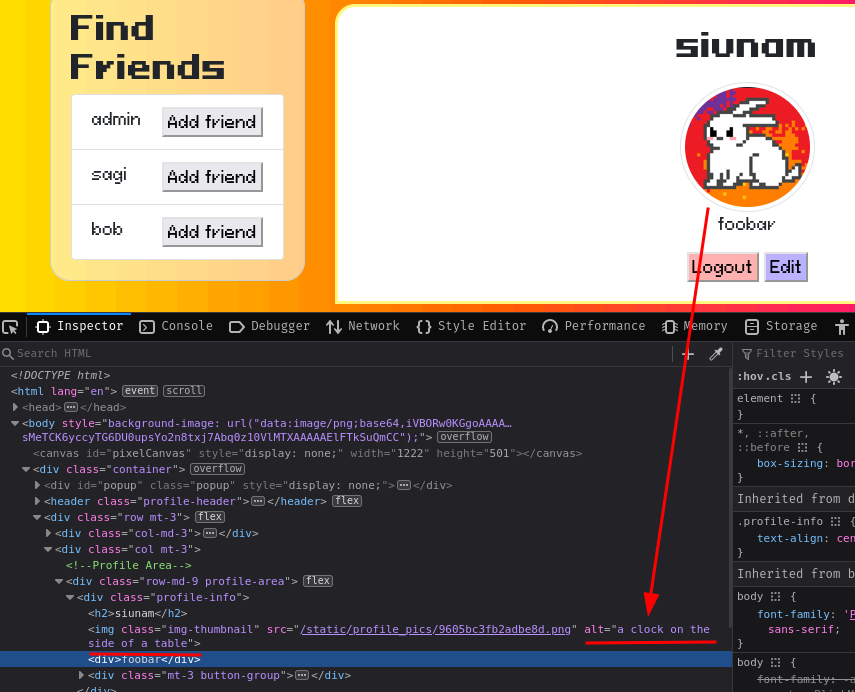 Find
Friends
admin Add friend
sagi Add friend
bob Add friend
siunam
foobar
Logout Edit
Inspector Console Debugger Network Style Editor Performance Memory Storage
Search HTML
Filter Styles
<!DOCTYPE html>
<html lang="en"> event scroll
<head> </head>
<body style="background-image: url("data:image/png;base64,iVBORw0KGgoAAAA…
sMeTCK6yccyTG6DU0upsYo2n8txj7Abq0z10VlMTXAAAAAElFTkSuQmCC");"> overflow
<canvas id="pixelCanvas" style="display: none;" width="1222" height="501"></canvas>
<div class="container"> overflow
<div id="popup" class="popup" style="display: none;"> </div>
<header class="profile-header"> </header> flex
<div class="row mt-3"> flex
<div class="col-md-3"> </div>
<div class="col mt-3">
<!--Profile Area-->
<div class="row-md-9 profile-area"> flex
<div class="profile-info">
<h2>siunam</h2>
<img class="img-thumbnail" src="/static/profile_pics/9605bc3fb2adbe8d.png" alt="a clock on the
side of a table">
<div>foobar</div>
<div class="mt-3 button-group"> </div>
</div>
:hov .cls
element {
}
*, ::after,
::before {
box-sizing: bor
}
Inherited from d
.profile-info {
text-align: cen
}
Inherited from b
body {
font-family: 'P
sans-serif;
}
body {
font-family: -a